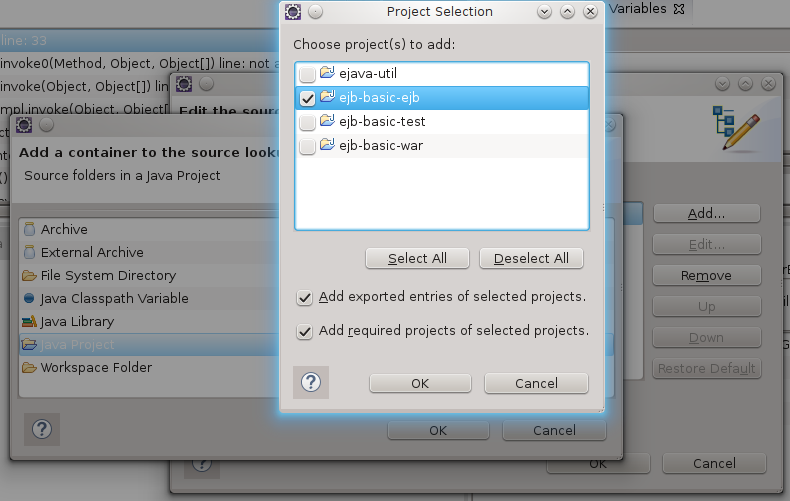 Project Selection
Variables
Choose project(s) to add:
line: 33
invoke0(Method, Object, Object[]) line: not a
invoke(Object, Object[]) lin
mpl.invoke(Object, Object
Edit the sour
ejava-util
ejb-basic-ejb
ejb-basic-test
ejb-basic-war
Add a container to the source look
Source folders in a Java Project
Archive
External Archive
File System Directory
Java Classpath Variable
Java Library
Java Project
Workspace Folder
Select All
Deselect All
Add exported entries of selected projects.
Add required projects of selected projects.
OK
Cancel
Add...
Edit...
Remove
Up
Down
Restore Default
OK
Cancel
OK
Cancel